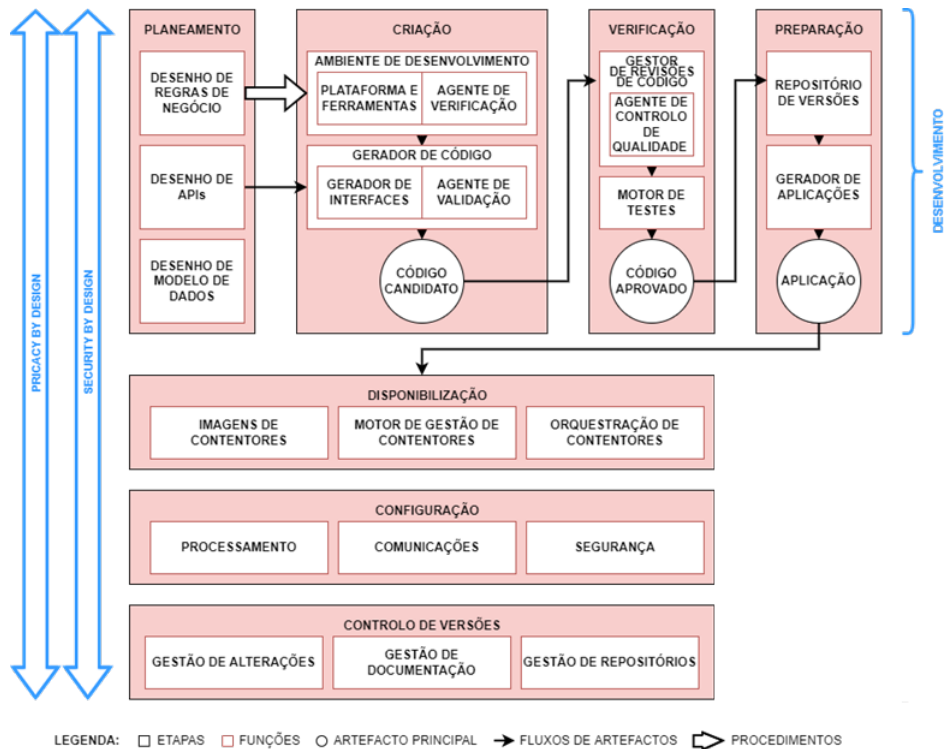 PLANEAMENTO
DESENHO DE
REGRAS DE
NEGÓCIO
DESENHO DE
APIs
DESENHO DE
MODELO DE
DADOS
CRIAÇÃO
AMBIENTE DE DESENVOLVIMENTO
PLATAFORMA E
FERRAMENTAS
AGENTE DE
VERIFICAÇÃO
GERADOR DE CÓDIGO
GERADOR DE
INTERFACES
AGENTE DE
VALIDAÇÃO
CÓDIGO
CANDIDATO
VERIFICAÇÃO
GESTOR
DE REVISÕES
DE CÓDIGO
AGENTE DE
CONTROLO
DE
QUALIDADE
MOTOR DE
TESTES
CÓDIGO
APROVADO
PREPARAÇÃO
REPOSITÓRIO
DE VERSÕES
GERADOR DE
APLICAÇÕES
APLICAÇÃO
DESENVOLVIMENTO
PRICACY BY DESIGN
SECURITY BY DESIGN
DISPONIBILIZAÇÃO
IMAGENS DE
CONTENTORES
MOTOR DE GESTÃO DE
CONTENTORES
ORQUESTRAÇÃO DE
CONTENTORES
CONFIGURAÇÃO
PROCESSAMENTO
COMUNICAÇÕES
SEGURANÇA
CONTROLO DE VERSÕES
GESTÃO DE ALTERAÇÕES
GESTÃO DE
DOCUMENTAÇÃO
GESTÃO DE REPOSITÓRIOS
LEGENDA: ETAPAS FUNÇÕES ARTEFACTO PRINCIPAL FLUXOS DE ARTEFACTOS PROCEDIMENTOS